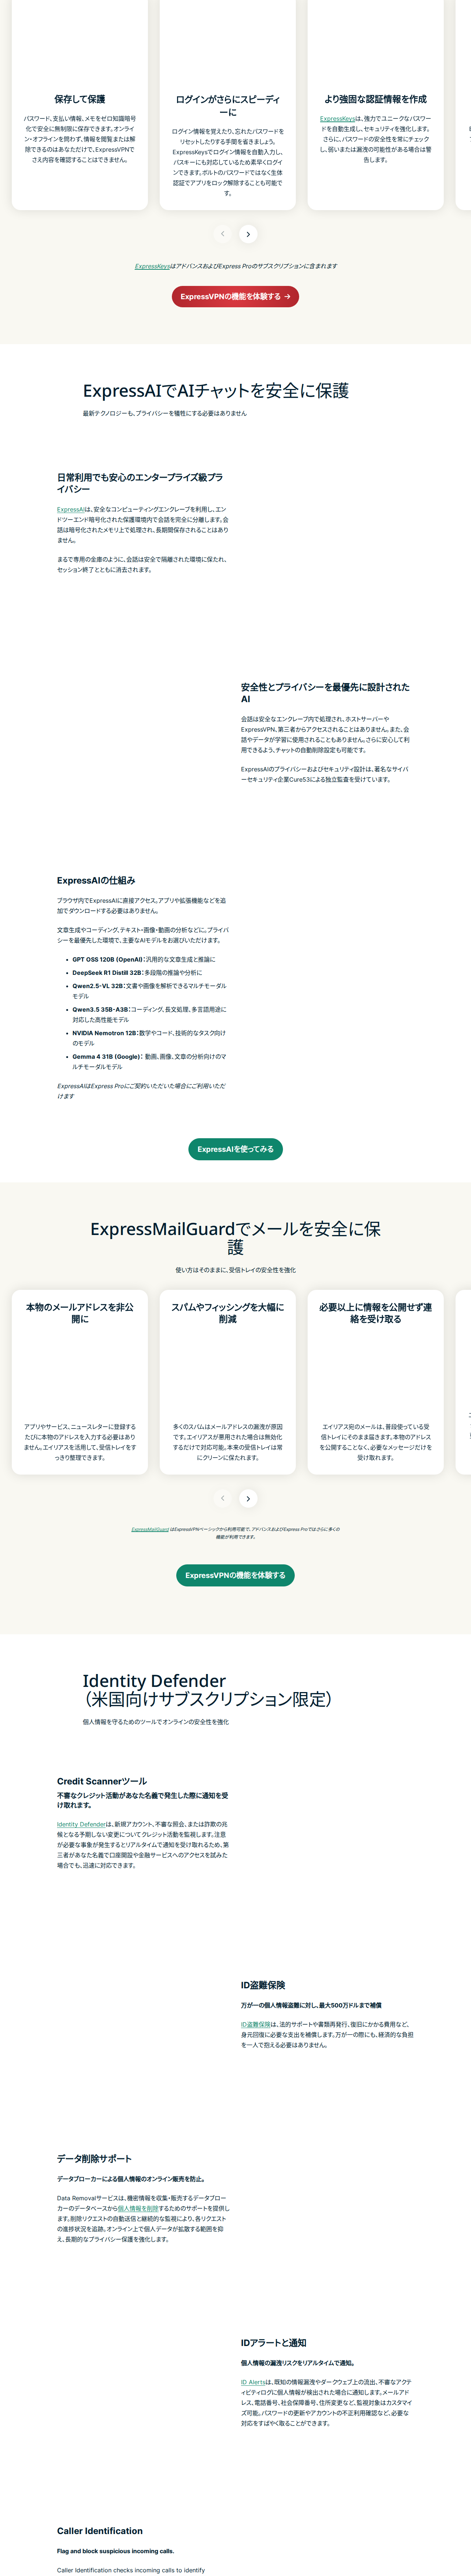 保存して保護
パスワード、支払い情報、メモをゼロ知識暗号
化で安全に無制限に保存できます。オンライ
ン・オフラインを問わず、情報を閲覧または解
除できるのはあなただけで、ExpressVPNで
さえ内容を確認することはできません。
ログインがさらにスピーディ
ーに
ログイン情報を覚えたり、忘れたパスワードを
リセットしたりする手間を省きましょう。
ExpressKeysでログイン情報を自動入力し、
パスキーにも対応しているため素早くログイ
ンできます。ボルトのパスワードではなく生体
認証でアプリをロック解除することも可能で
す。
より強固な認証情報を作成
ExpressKeysは、強力でユニークなパスワー
ドを自動生成し、セキュリティを強化します。
さらに、パスワードの安全性を常にチェック
し、弱いまたは漏洩の可能性がある場合は警
告します。
ExpressKeysはアドバンスおよびExpress Proのサブスクリプションに含まれます
ExpressVPNの機能を体験する →
ExpressAIでAIチャットを安全に保護
最新テクノロジーも、プライバシーを犠牲にする必要はありません
日常利用でも安心のエンタープライズ級プラ
イバシー
ExpressAIは、安全なコンピューティングエンクレーブを利用し、エン
ドツーエンド暗号化された保護環境内で会話を完全に分離します。会
話は暗号化されたメモリ上で処理され、長期間保存されることはあり
ません。
まるで専用の金庫のように、会話は安全で隔離された環境に保たれ、
セッション終了とともに消去されます。
安全性とプライバシーを最優先に設計された
AI
会話は安全なエンクレーブ内で処理され、ホストサーバーや
ExpressVPN、第三者からアクセスされることはありません。また、会
話やデータが学習に使用されることもありません。さらに安心して利
用できるよう、チャットの自動削除設定も可能です。
ExpressAIのプライバシーおよびセキュリティ設計は、著名なサイバ
ーセキュリティ企業Cure53による独立監査を受けています。
ExpressAIの仕組み
ブラウザ内でExpressAIに直接アクセス。アプリや拡張機能などを追
加でダウンロードする必要はありません。
文章生成やコーディング、テキスト・画像・動画の分析などに。プライバ
シーを最優先した環境で、主要なAIモデルをお選びいただけます。
• GPT OSS 120B (OpenAI)：汎用的な文章生成と推論に
• DeepSeek R1 Distill 32B：多段階の推論や分析に
• Qwen2.5-VL 32B：文書や画像を解析できるマルチモーダル
モデル
• Qwen3.5 35B-A3B：コーディング、長文処理、多言語用途に
対応した高性能モデル
• NVIDIA Nemotron 12B：数学やコード、技術的なタスク向け
のモデル
• Gemma 4 31B (Google)： 動画、画像、文章の分析向けのマ
ルチモーダルモデル
ExpressAIはExpress Proにご契約いただいた場合にご利用いただ
けます
ExpressAIを使ってみる
ExpressMailGuardでメールを安全に保
護
使い方はそのままに、受信トレイの安全性を強化
本物のメールアドレスを非公
開に
アプリやサービス、ニュースレターに登録する
たびに本物のアドレスを入力する必要はあり
ません。エイリアスを活用して、受信トレイをす
っきり整理できます。
スパムやフィッシングを大幅に
削減
多くのスパムはメールアドレスの漏洩が原因
です。エイリアスが悪用された場合は無効化
するだけで対応可能。本来の受信トレイは常
にクリーンに保たれます。
必要以上に情報を公開せず連
絡を受け取る
エイリアス宛のメールは、普段使っている受
信トレイにそのまま届きます。本物のアドレス
を公開することなく、必要なメッセージだけを
受け取れます。
ExpressMailGuard はExpressVPNベーシックから利用可能で、アドバンスおよびExpress Proではさらに多くの
機能が利用できます。
ExpressVPNの機能を体験する
Identity Defender
（米国向けサブスクリプション限定）
個人情報を守るためのツールでオンラインの安全性を強化
Credit Scannerツール
不審なクレジット活動があなた名義で発生した際に通知を受
け取れます。
Identity Defenderは、新規アカウント、不審な照会、または詐欺の兆
候となる予期しない変更についてクレジット活動を監視します。注意
が必要な事象が発生するとリアルタイムで通知を受け取れるため、第
三者があなた名義で口座開設や金融サービスへのアクセスを試みた
場合でも、迅速に対応できます。
ID盗難保険
万が一の個人情報盗難に対し、最大500万ドルまで補償
ID盗難保険は、法的サポートや書類再発行、復旧にかかる費用など、
身元回復に必要な支出を補償します。万が一の際にも、経済的な負担
を一人で抱える必要はありません。
データ削除サポート
データブローカーによる個人情報のオンライン販売を防止。
Data Removalサービスは、機密情報を収集・販売するデータブロー
カーのデータベースから個人情報を削除するためのサポートを提供し
ます。削除リクエストの自動送信と継続的な監視により、各リクエスト
の進捗状況を追跡。オンライン上で個人データが拡散する範囲を抑
え、長期的なプライバシー保護を強化します。
IDアラートと通知
個人情報の漏洩リスクをリアルタイムで通知。
ID Alertsは、既知の情報漏洩やダークウェブ上の流出、不審なアクテ
ィビティログに個人情報が検出された場合に通知します。メールアド
レス、電話番号、社会保障番号、住所変更など、監視対象はカスタマイ
ズ可能。パスワードの更新やアカウントの不正利用確認など、必要な
対応をすばやく取ることができます。
Caller Identification
Flag and block suspicious incoming calls.
Caller Identification checks incoming calls to identify